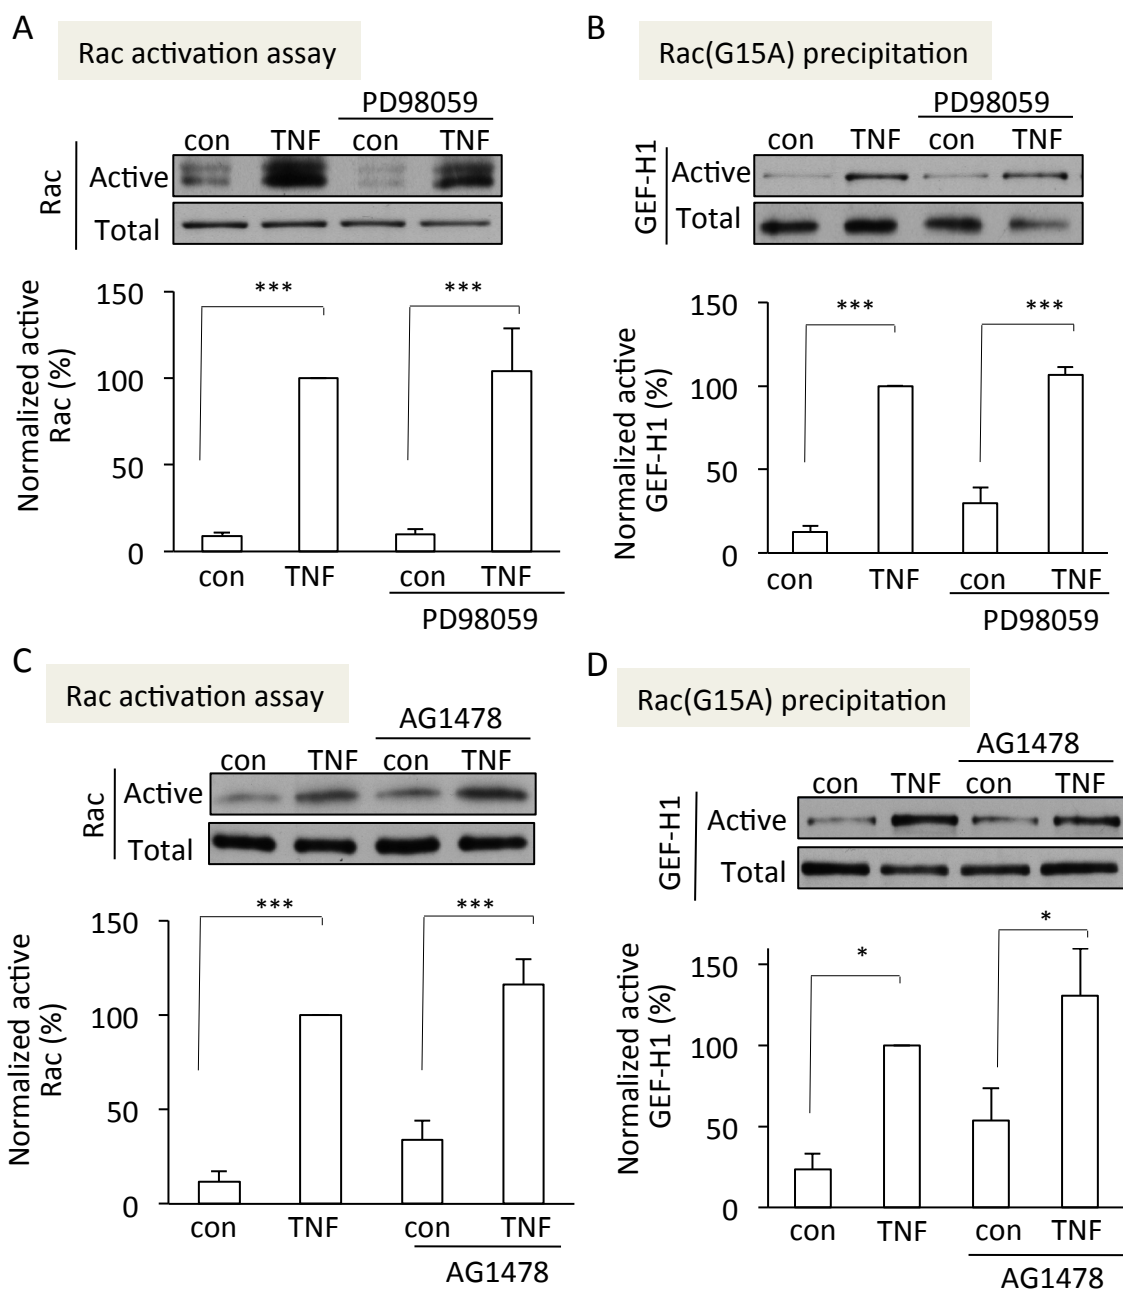 A
Rac activation assay
PD98059
con TNF con TNF
Rac
Active
Total
Normalized active
Rac (%)
150
100
50
0
***
***
con TNF con TNF
PD98059
B
Rac(G15A) precipitation
PD98059
con TNF con TNF
GEF-H1
Active
Total
Normalized active
GEF-H1 (%)
150
100
50
0
***
***
con TNF con TNF
PD98059
C
Rac activation assay
AG1478
con TNF con TNF
Rac
Active
Total
Normalized active
Rac (%)
150
100
50
0
***
***
con TNF con TNF
AG1478
D
Rac(G15A) precipitation
AG1478
con TNF con TNF
GEF-H1
Active
Total
Normalized active
GEF-H1 (%)
150
100
50
0
*
*
con TNF con TNF
AG1478